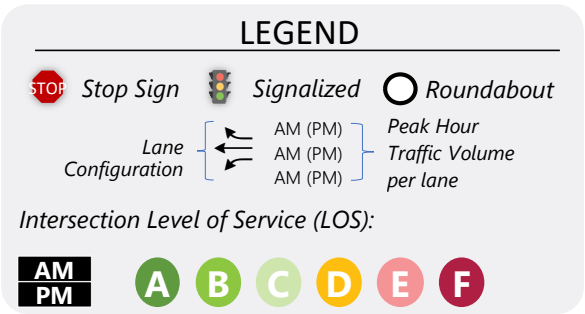 LEGEND
STOP Stop Sign Signalized Roundabout
Lane Configuration
AM (PM)
AM (PM)
AM (PM)
Peak Hour
Traffic Volume
per lane
Intersection Level of Service (LOS):
AM
PM
A B C D E F